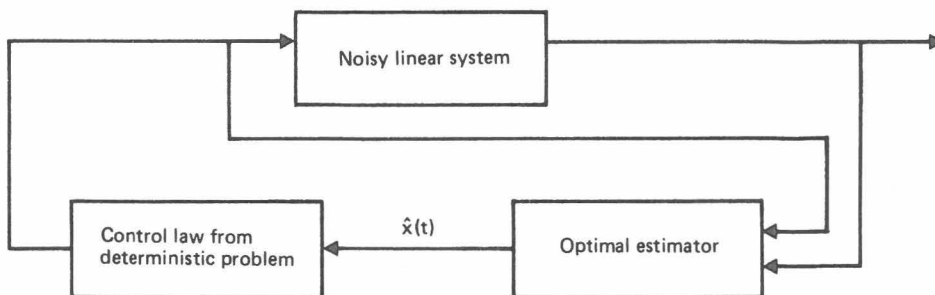 Noisy linear system
Control law from
deterministic problem
x̂(t)
Optimal estimator